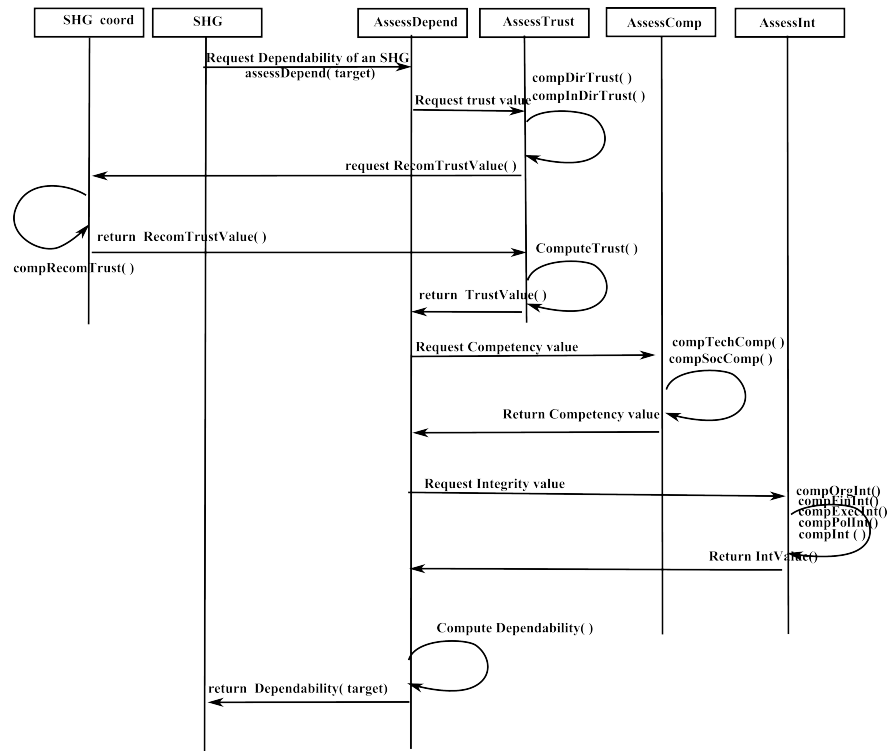 SHG coord
SHG
AssessDepend
AssessTrust
AssessComp
AssessInt
Request Dependability of an SHG
assessDepend( target)
compDirTrust( )
compInDirTrust( )
Request trust value
request RecomTrustValue( )
return RecomTrustValue( )
compRecomTrust( )
ComputeTrust( )
return TrustValue( )
Request Competency value
compTechComp( )
compSocComp( )
Return Competency value
Request Integrity value
compOrgInt()
compFinInt()
compExecInt()
compPolInt()
compInt ( )
Return IntValue()
Compute Dependability( )
return Dependability( target)